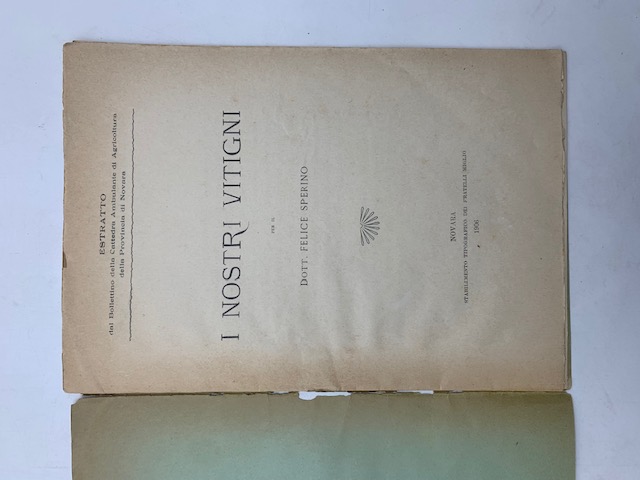 ESTRATTO
dal Bollettino della Cattedra Ambulante di Agricoltura
della Provincia di Novara
I NOSTRI VITIGNI
PER IL
DOTT. FELICE SPERINO
NOVARA
STABILIMENTO TIPOGRAFICO DEI FRATELLI MIGLIO
1906